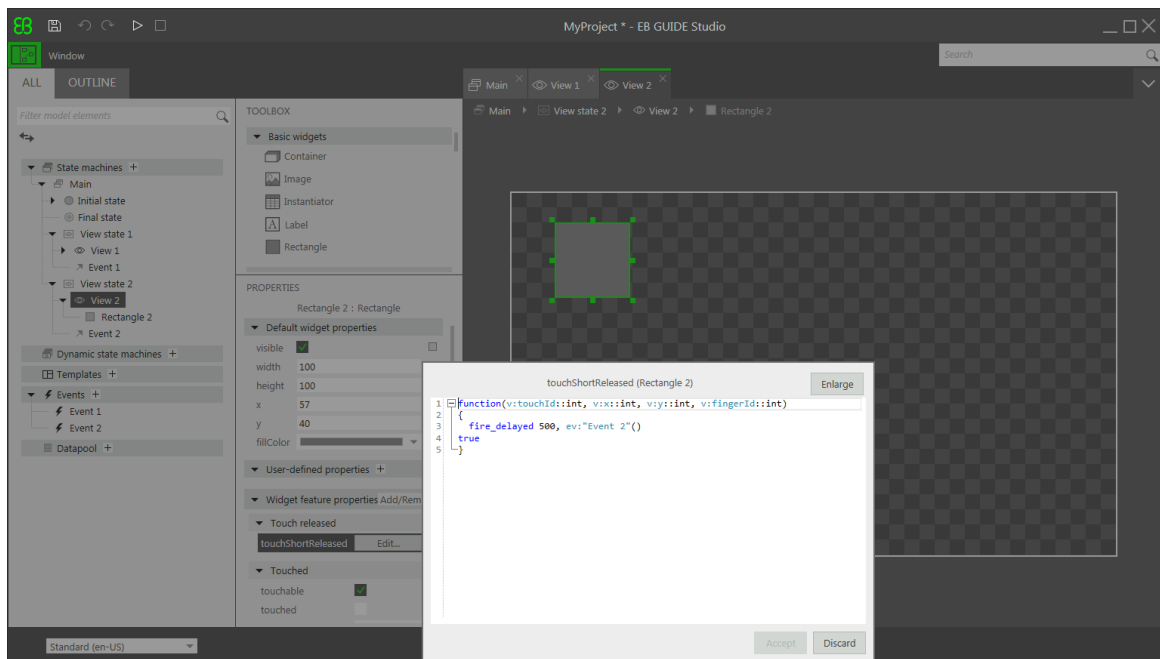 EB
MyProject * - EB GUIDE Studio
Window
Search
ALL OUTLINE
Main
View 1
View 2
Filter model elements
TOOLBOX
Main View state 2 View 2 Rectangle 2
Basic widgets
Container
Image
Instantiator
Label
Rectangle
State machines +
Main
Initial state
Final state
View state 1
View 1
Event 1
View state 2
View 2
Rectangle 2
Event 2
Dynamic state machines +
Templates +
Events +
Event 1
Event 2
Datapool +
PROPERTIES
Rectangle 2 : Rectangle
Default widget properties
visible
width 100
height 100
x 57
y 40
fillColor
User-defined properties +
Widget feature properties Add/Rem
Touch released
touchShortReleased Edit...
Touched
touchable
touched
touchShortReleased (Rectangle 2)
Enlarge
1 function(v:touchId::int, v:x::int, v:y::int, v:fingerId::int)
2 {
3 fire_delayed 500, ev:"Event 2"()
4 true
5 }
Accept Discard
Standard (en-US)